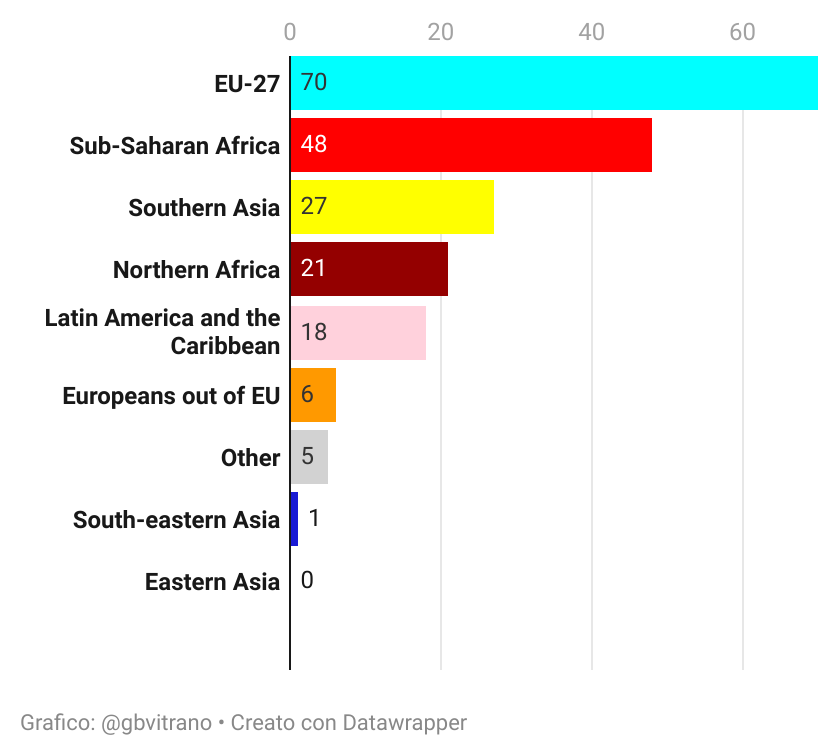 0 20 40 60
EU-27 70
Sub-Saharan Africa 48
Southern Asia 27
Northern Africa 21
Latin America and the
Caribbean 18
Europeans out of EU 6
Other 5
South-eastern Asia 1
Eastern Asia 0
Grafico: @gbvitrano • Creato con Datawrapper